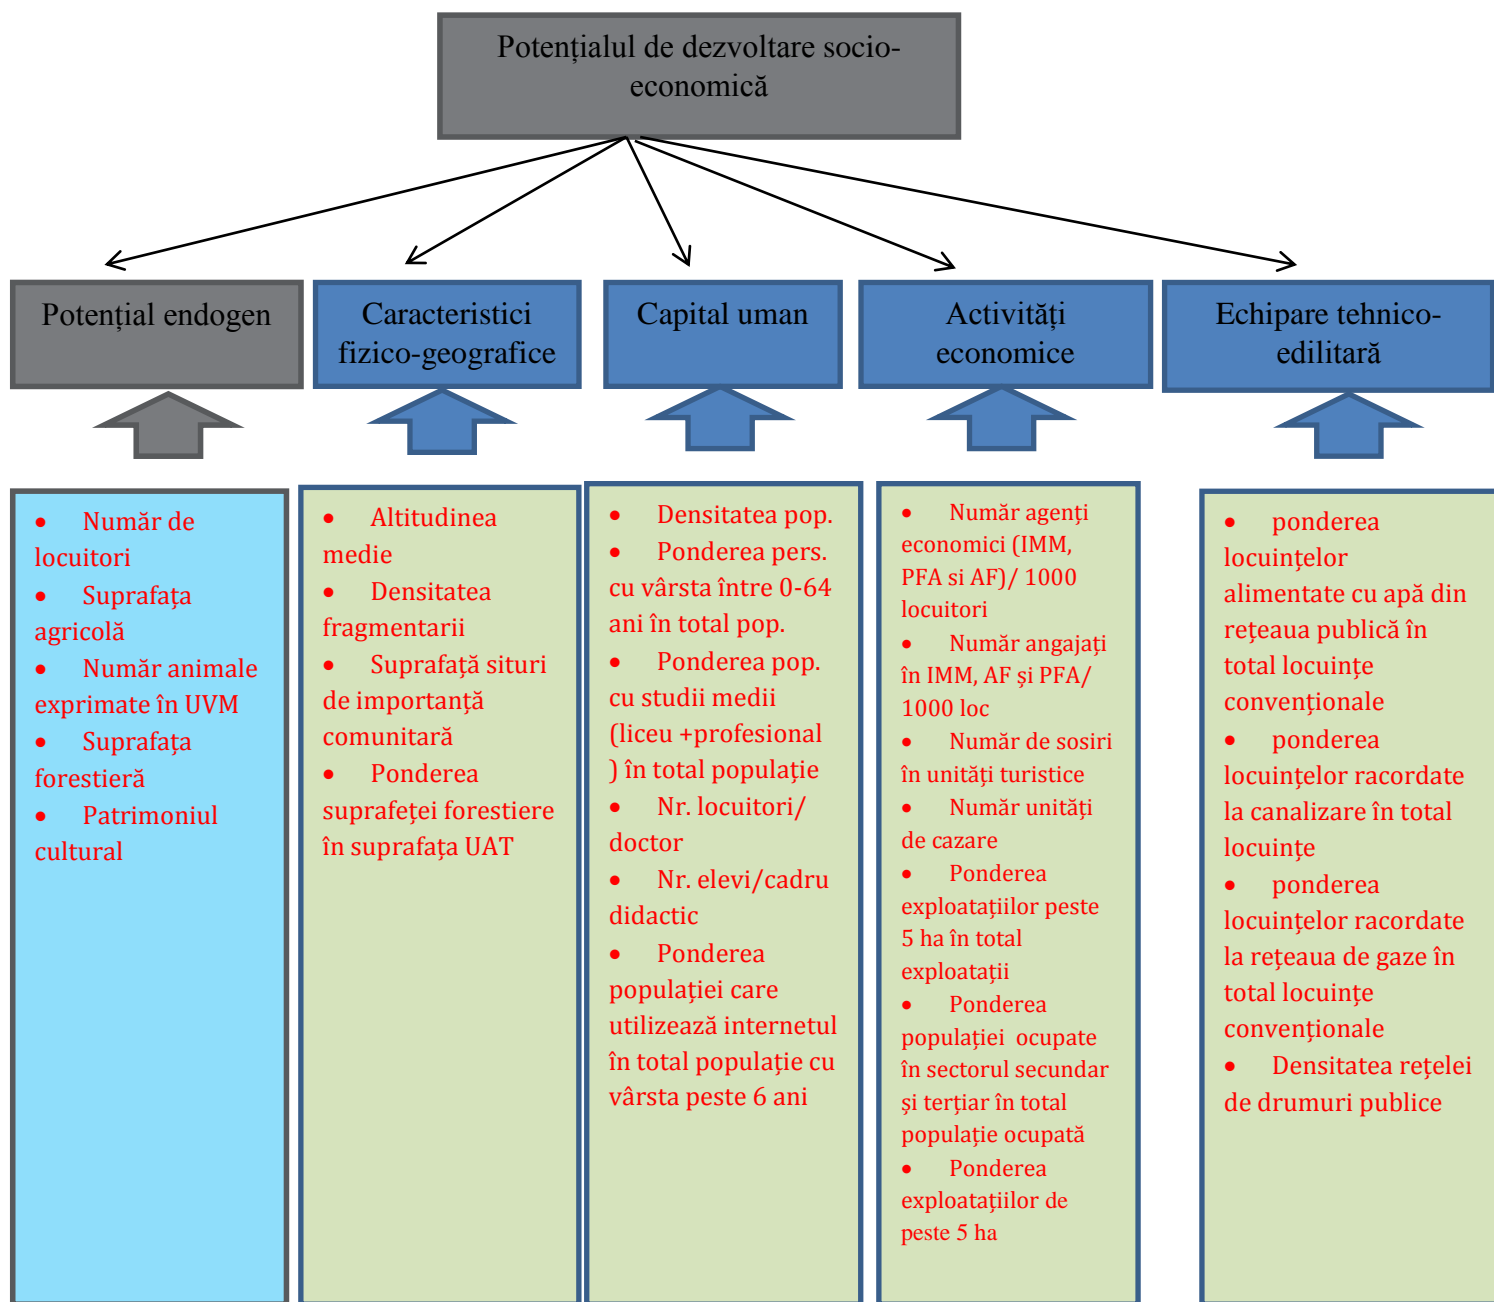 Potențialul de dezvoltare socio-
economică
Potențial endogen
Caracteristici
fizico-geografice
Capital uman
Activități
economice
Echipare tehnico-
edilitară
• Număr de
locuitori
• Suprafața
agricolă
• Număr animale
exprimate în UVM
• Suprafața
forestieră
• Patrimoniul
cultural
• Altitudinea
medie
• Densitatea
fragmentarii
• Suprafață situri
de importanță
comunitară
• Ponderea
suprafeței forestiere
în suprafața UAT
• Densitatea pop.
• Ponderea pers.
cu vârsta între 0-64
ani în total pop.
• Ponderea pop.
cu studii medii
(liceu +profesional
) în total populație
• Nr. locuitori/
doctor
• Nr. elevi/cadru
didactic
• Ponderea
populației care
utilizează internetul
în total populație cu
vârsta peste 6 ani
• Număr agenți
economici (IMM,
PFA si AF)/ 1000
locuitori
• Număr angajați
în IMM, AF și PFA/
1000 loc
• Număr de sosiri
în unități turistice
• Număr unități
de cazare
• Ponderea
exploatațiilor peste
5 ha în total
exploatații
• Ponderea
populației ocupate
în sectorul secundar
și terțiar în total
populație ocupată
• Ponderea
exploatațiilor de
peste 5 ha
• ponderea
locuințelor
alimentate cu apă din
rețeaua publică în
total locuințe
convenționale
• ponderea
locuințelor racordate
la canalizare în total
locuințe
• ponderea
locuințelor racordate
la rețeaua de gaze în
total locuințe
convenționale
• Densitatea rețelei
de drumuri publice